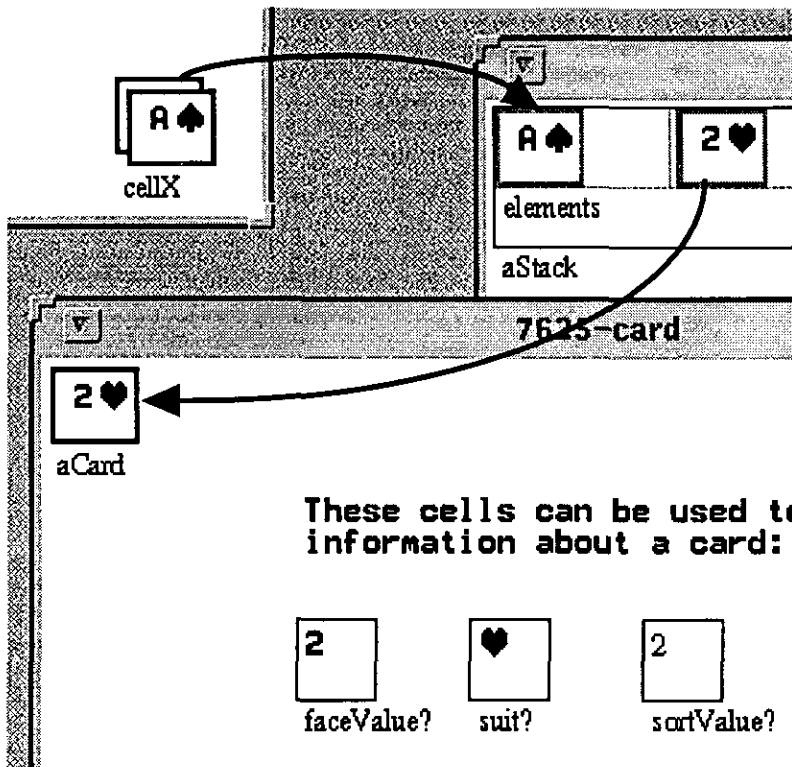 A♠
cellX
A♠
2♥
elements
aStack
7625-card
2♥
aCard
These cells can be used to
information about a card:
2
♥
2
faceValue?
suit?
sortValue?